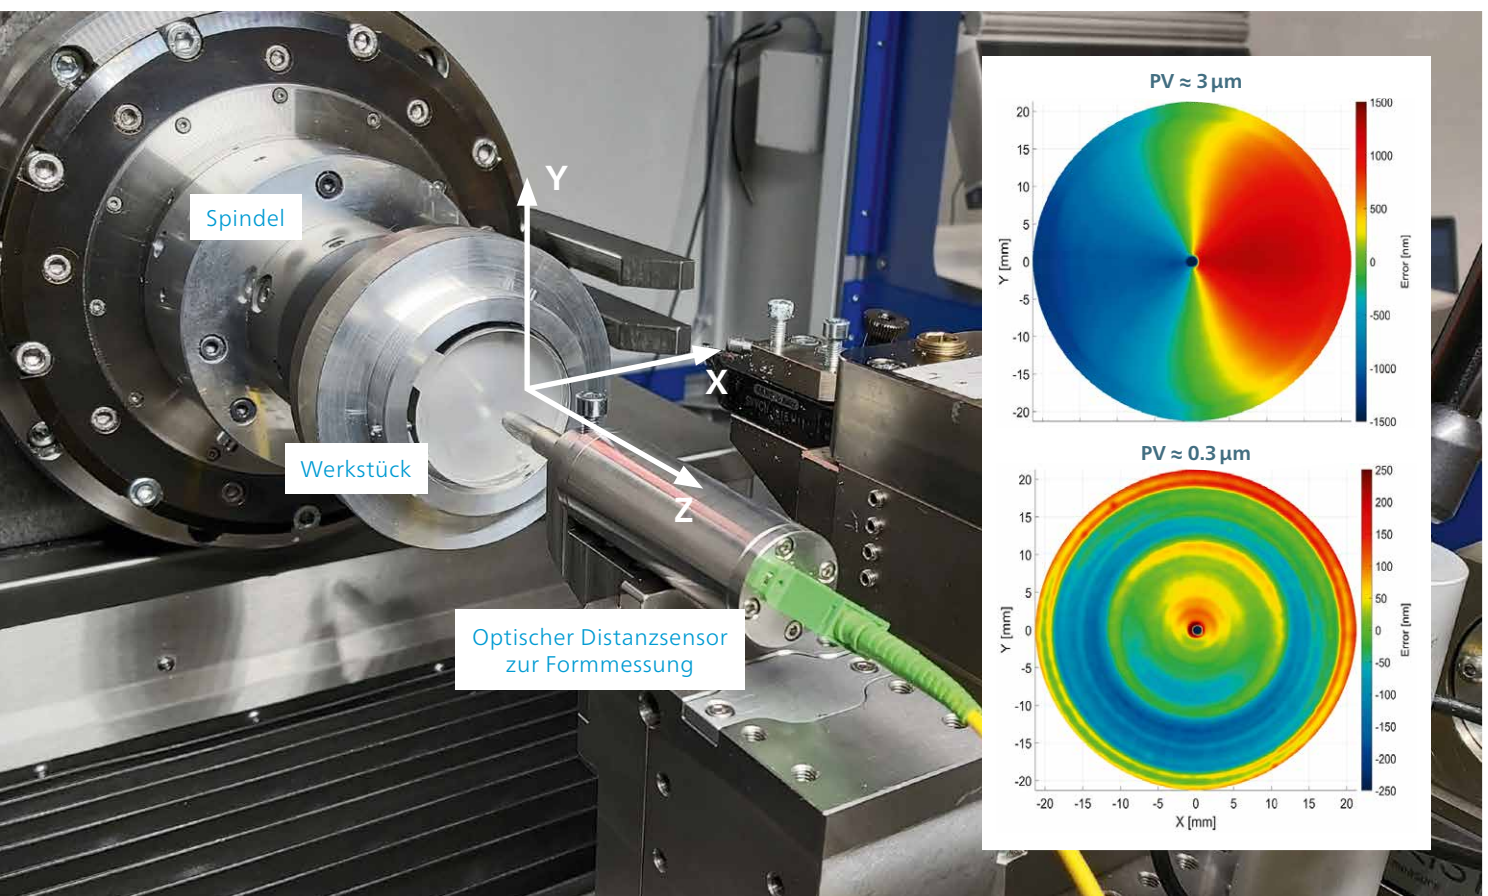 Spindel
Werkstück
Optischer Distanzsensor
zur Formmessung
Y
X
Z
PV ≈ 3 µm
20
15
10
5
0
-5
-10
-15
-20
Y [mm]
1500
1000
500
0
-500
-1000
-1500
Error [nm]
PV ≈ 0.3 µm
20
15
10
5
0
-5
-10
-15
-20
Y [mm]
-20 -15 -10 -5 0 5 10 15 20
X [mm]
250
200
150
100
50
0
-50
-100
-150
-200
-250
Error [nm]